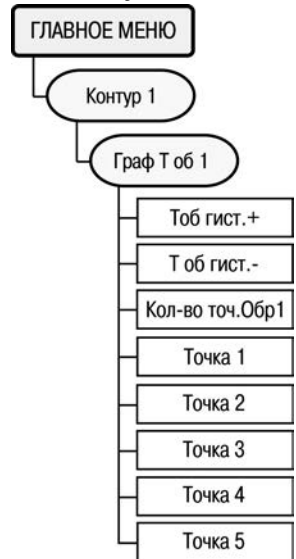 ГЛАВНОЕ МЕНЮ
Контур 1
Граф Т об 1
Тоб гист.+
Т об гист.-
Кол-во точ.Обр1
Точка 1
Точка 2
Точка 3
Точка 4
Точка 5